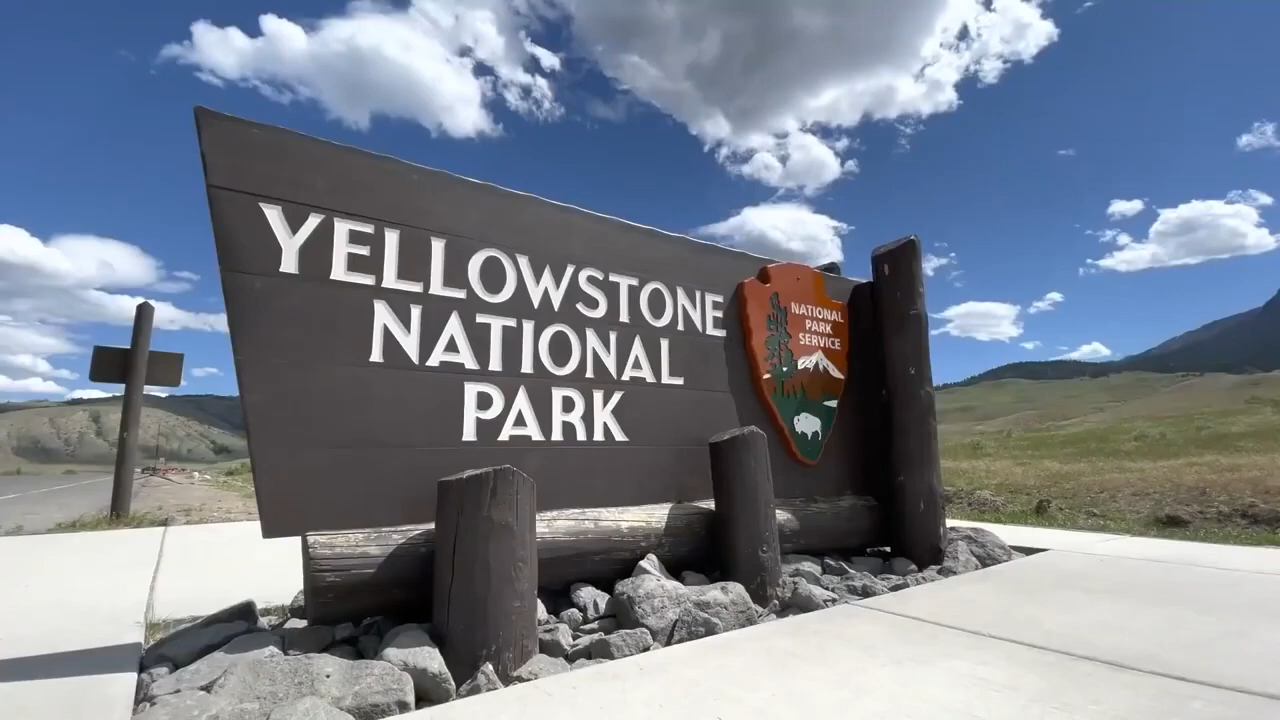 YELLOWSTONE
NATIONAL
PARK
NATIONAL
PARK
SERVICE